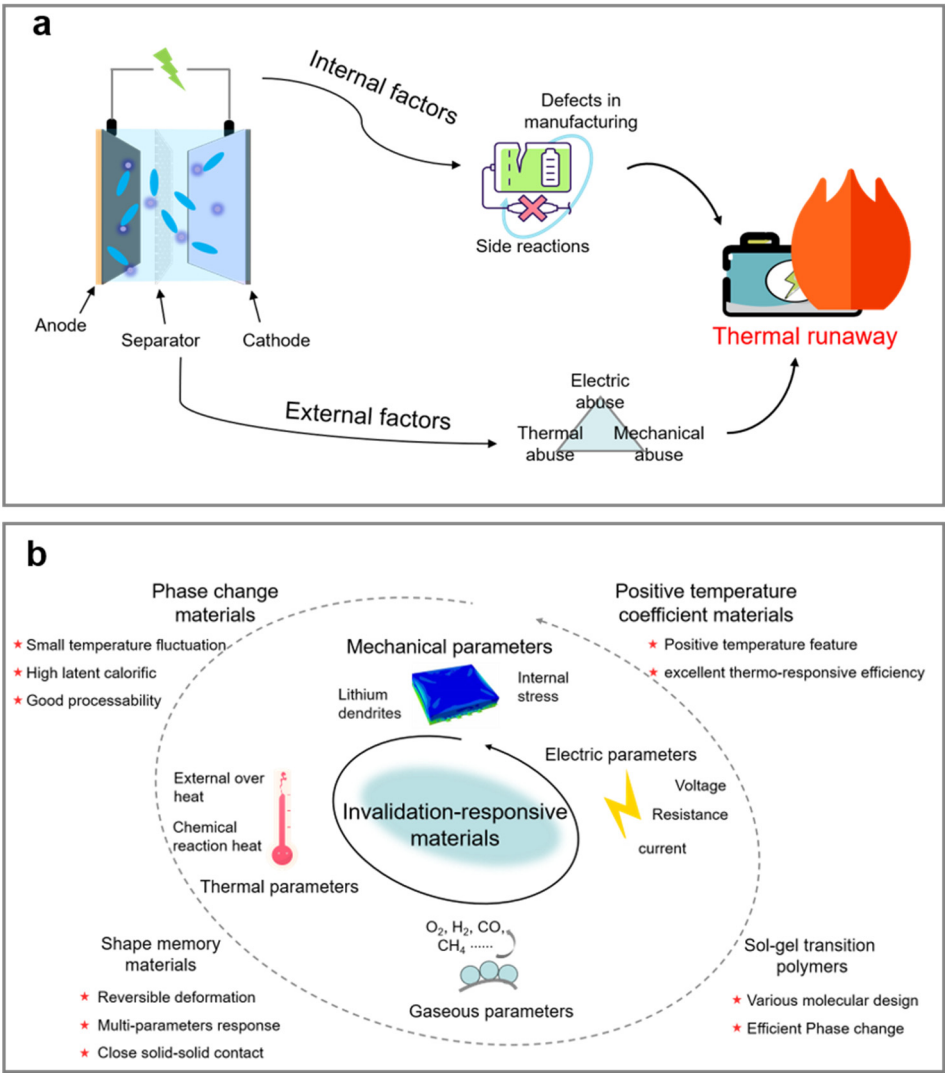 a
Internal factors
Defects in
manufacturing
Side reactions
Anode
Separator
Cathode
Thermal runaway
External factors
Electric
abuse
Thermal
abuse
Mechanical
abuse
b
Phase change
materials
★ Small temperature fluctuation
★ High latent calorific
★ Good processability
Positive temperature
coefficient materials
★ Positive temperature feature
★ excellent thermo-responsive efficiency
Mechanical parameters
Lithium
dendrites
Internal
stress
Electric parameters
Voltage
Resistance
current
External over
heat
Chemical
reaction heat
Thermal parameters
Invalidation-responsive
materials
O₂, H₂, CO,
CH₄ ······
Gaseous parameters
Shape memory
materials
★ Reversible deformation
★ Multi-parameters response
★ Close solid-solid contact
Sol-gel transition
polymers
★ Various molecular design
★ Efficient Phase change